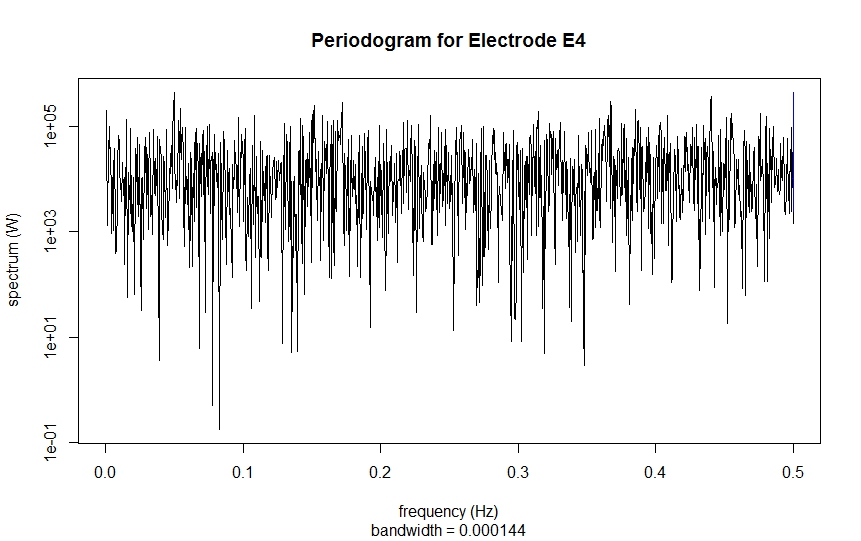 Periodogram for Electrode E4
spectrum (W)
1e+05
1e+03
1e+01
1e-01
0.0 0.1 0.2 0.3 0.4 0.5
frequency (Hz)
bandwidth = 0.000144